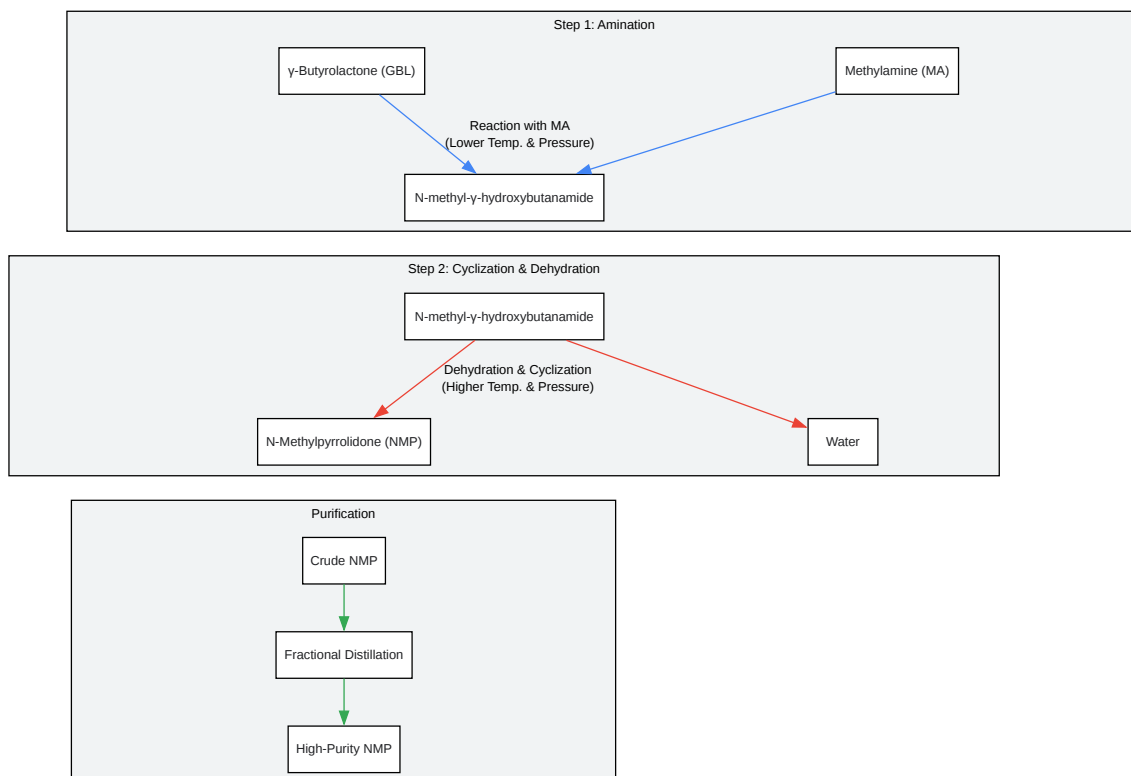 Step 1: Amination
γ-Butyrolactone (GBL)
Methylamine (MA)
Reaction with MA
(Lower Temp. & Pressure)
N-methyl-γ-hydroxybutanamide
Step 2: Cyclization & Dehydration
N-methyl-γ-hydroxybutanamide
Dehydration & Cyclization
(Higher Temp. & Pressure)
N-Methylpyrrolidone (NMP)
Water
Purification
Crude NMP
Fractional Distillation
High-Purity NMP